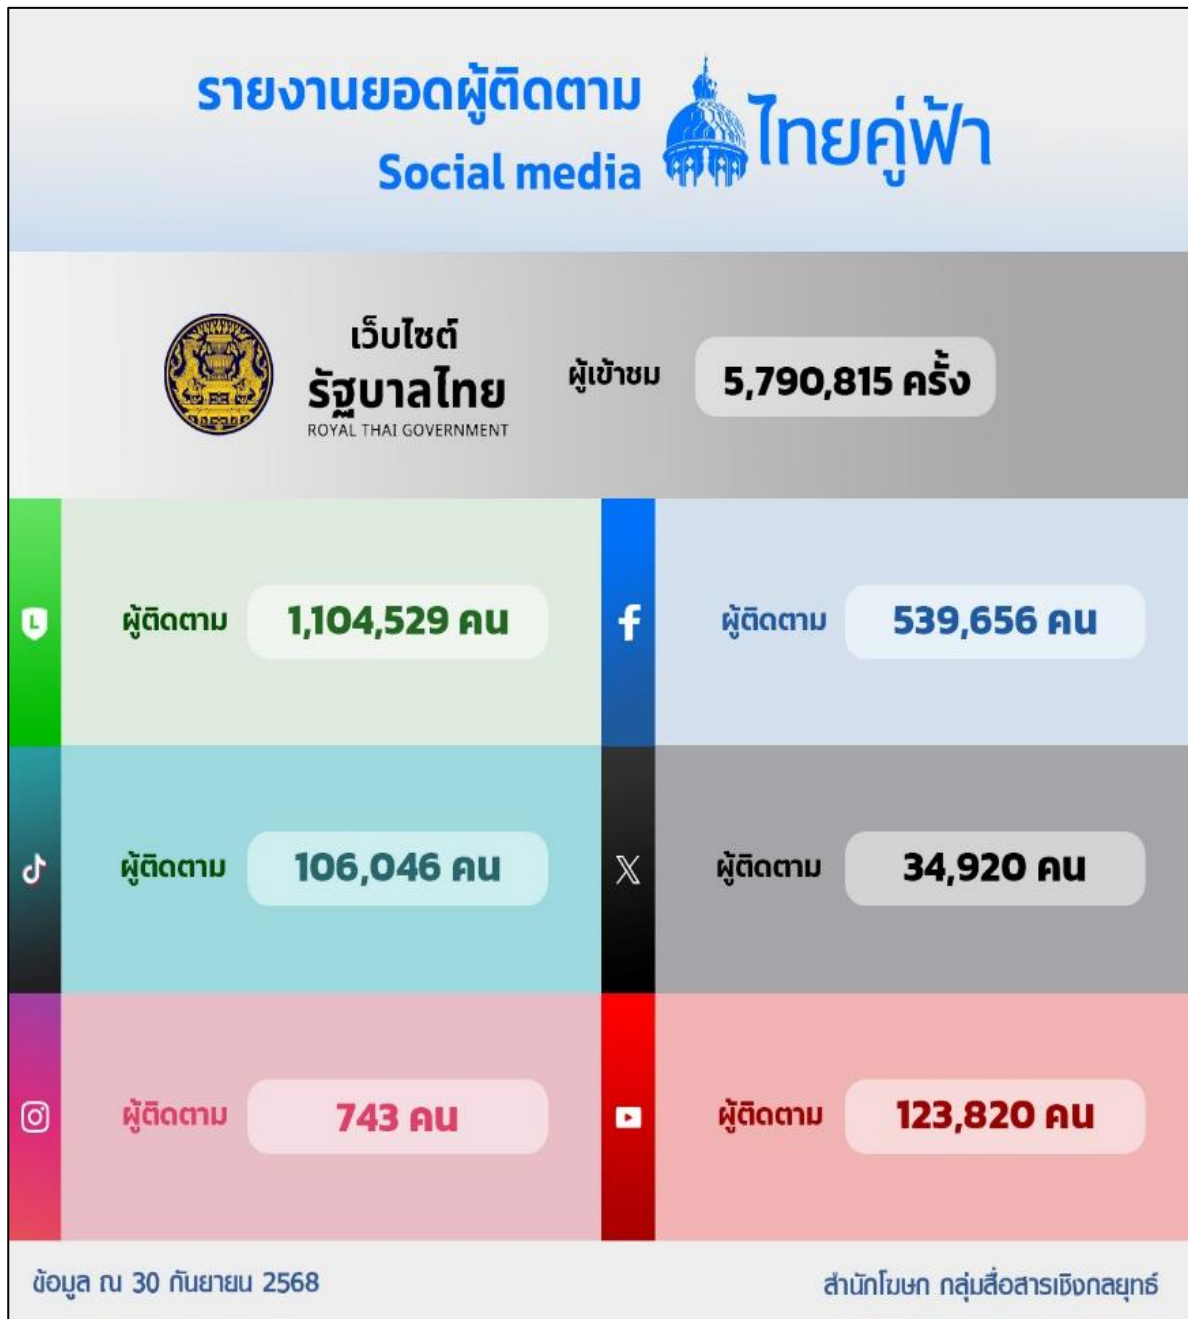 รายงานยอดผู้ติดตาม
Social media
ไทยคู่ฟ้า
เว็บไซต์
รัฐบาลไทย
ROYAL THAI GOVERNMENT
ผู้เข้าชม
5,790,815 ครั้ง
L
ผู้ติดตาม 1,104,529 คน
f
ผู้ติดตาม 539,656 คน
ผู้ติดตาม 106,046 คน
X
ผู้ติดตาม 34,920 คน
ผู้ติดตาม 743 คน
ผู้ติดตาม 123,820 คน
ข้อมูล ณ 30 กันยายน 2568
สำนักโฆษก กลุ่มสื่อสารเชิงกลยุทธ์